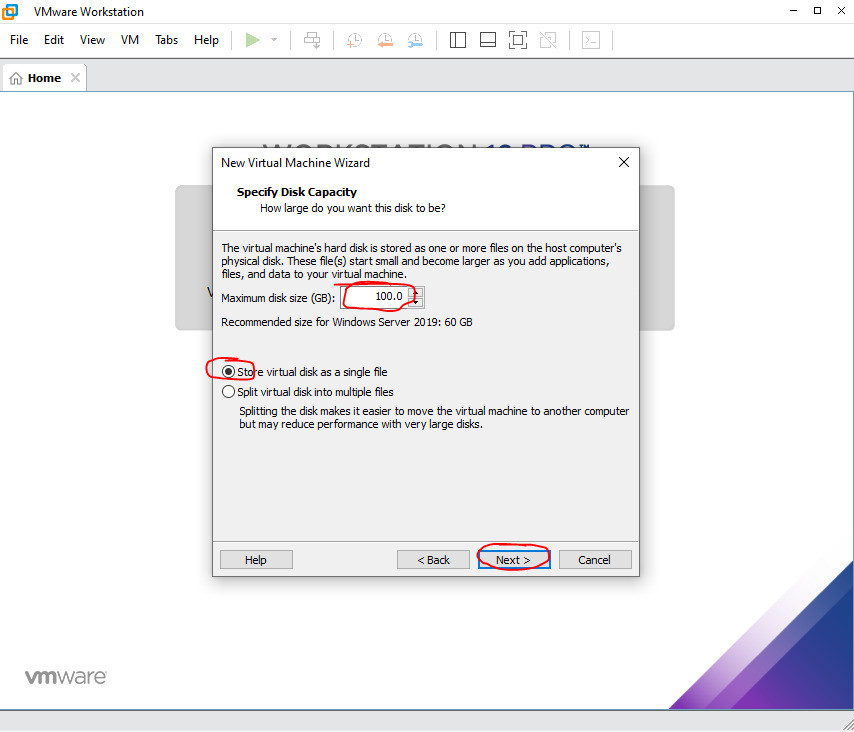 VMware Workstation
File Edit View VM Tabs Help
Home
New Virtual Machine Wizard
Specify Disk Capacity
How large do you want this disk to be?
The virtual machine's hard disk is stored as one or more files on the host computer's
physical disk. These file(s) start small and become larger as you add applications,
files, and data to your virtual machine.
Maximum disk size (GB): 100.0
Recommended size for Windows Server 2019: 60 GB
Store virtual disk as a single file
Split virtual disk into multiple files
Splitting the disk makes it easier to move the virtual machine to another computer
but may reduce performance with very large disks.
Help < Back Next > Cancel
vmware